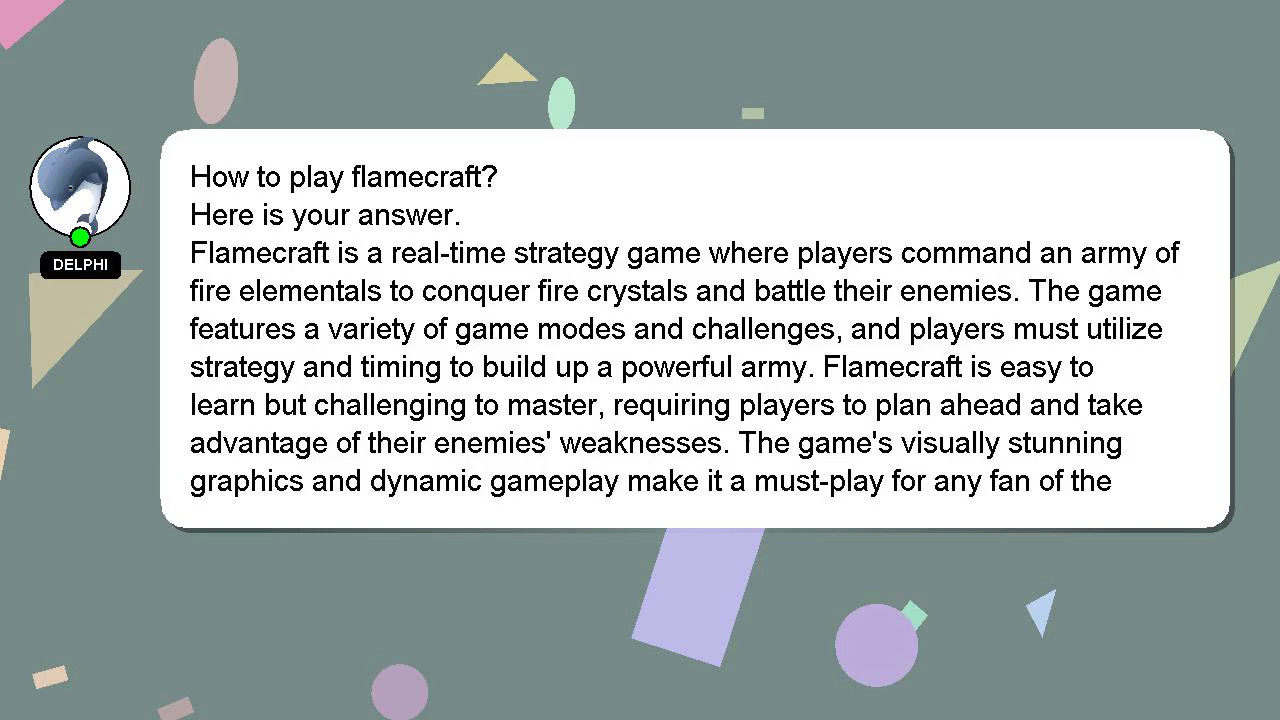 How to play flamecraft?
Here is your answer.
Flamecraft is a real-time strategy game where players command an army of
fire elementals to conquer fire crystals and battle their enemies. The game
features a variety of game modes and challenges, and players must utilize
strategy and timing to build up a powerful army. Flamecraft is easy to
learn but challenging to master, requiring players to plan ahead and take
advantage of their enemies' weaknesses. The game's visually stunning
graphics and dynamic gameplay make it a must-play for any fan of the
DELPHI